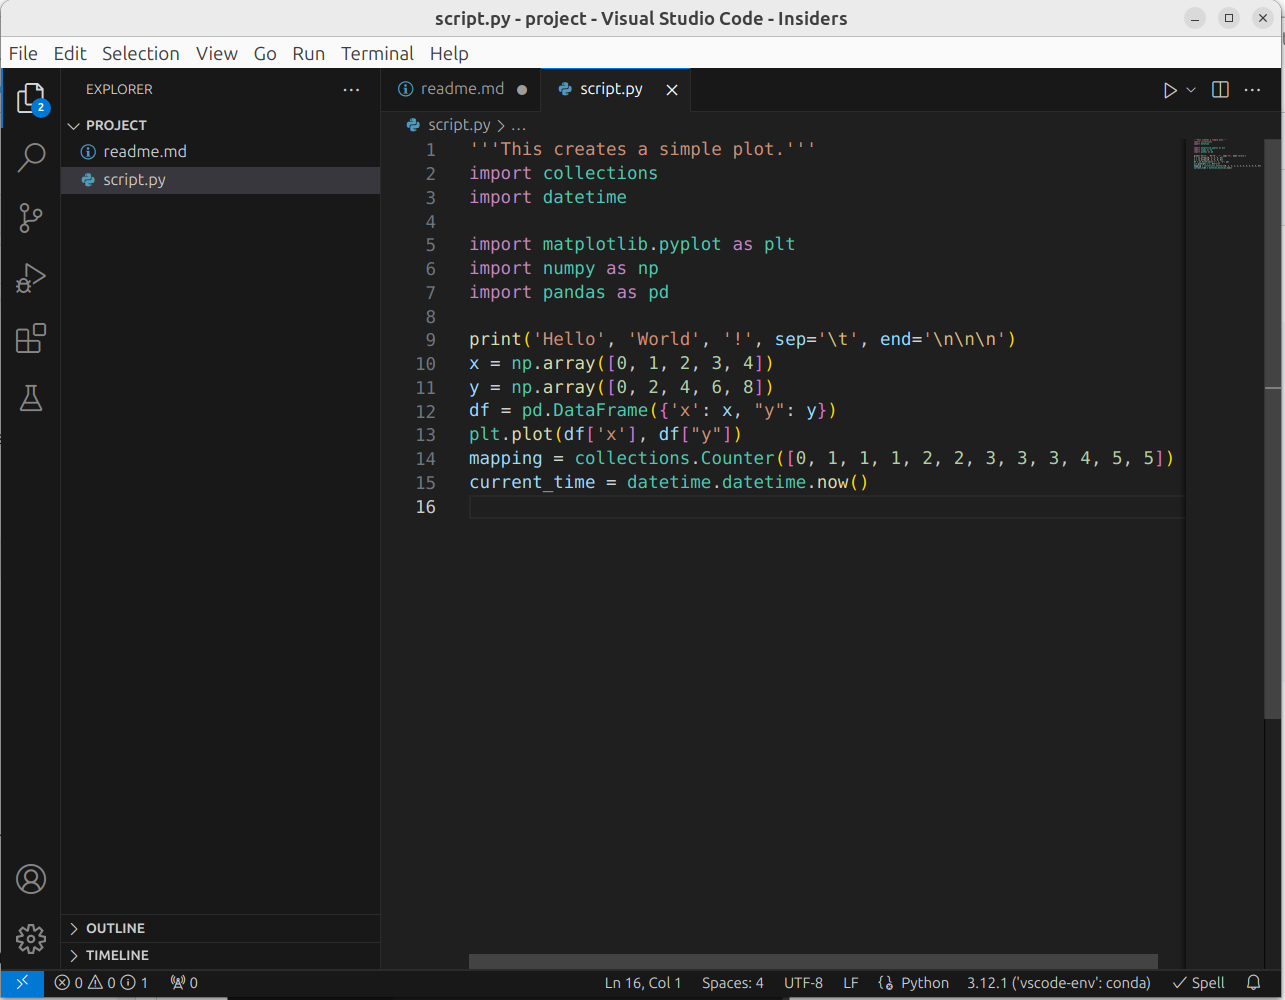 script.py - project - Visual Studio Code - Insiders
File Edit Selection View Go Run Terminal Help
2
EXPLORER
PROJECT
readme.md
script.py
OUTLINE
TIMELINE
readme.md script.py
script.py > ...
1 '''This creates a simple plot.'''
2 import collections
3 import datetime
4
5 import matplotlib.pyplot as plt
6 import numpy as np
7 import pandas as pd
8
9 print('Hello', 'World', '!', sep='\t', end='\n\n\n')
10 x = np.array([0, 1, 2, 3, 4])
11 y = np.array([0, 2, 4, 6, 8])
12 df = pd.DataFrame({'x': x, "y": y})
13 plt.plot(df['x'], df["y"])
14 mapping = collections.Counter([0, 1, 1, 1, 2, 2, 3, 3, 3, 4, 5, 5])
15 current_time = datetime.datetime.now()
16
0 0 1 0 Ln 16, Col 1 Spaces: 4 UTF-8 LF Python 3.12.1 ('vscode-env': conda) Spell